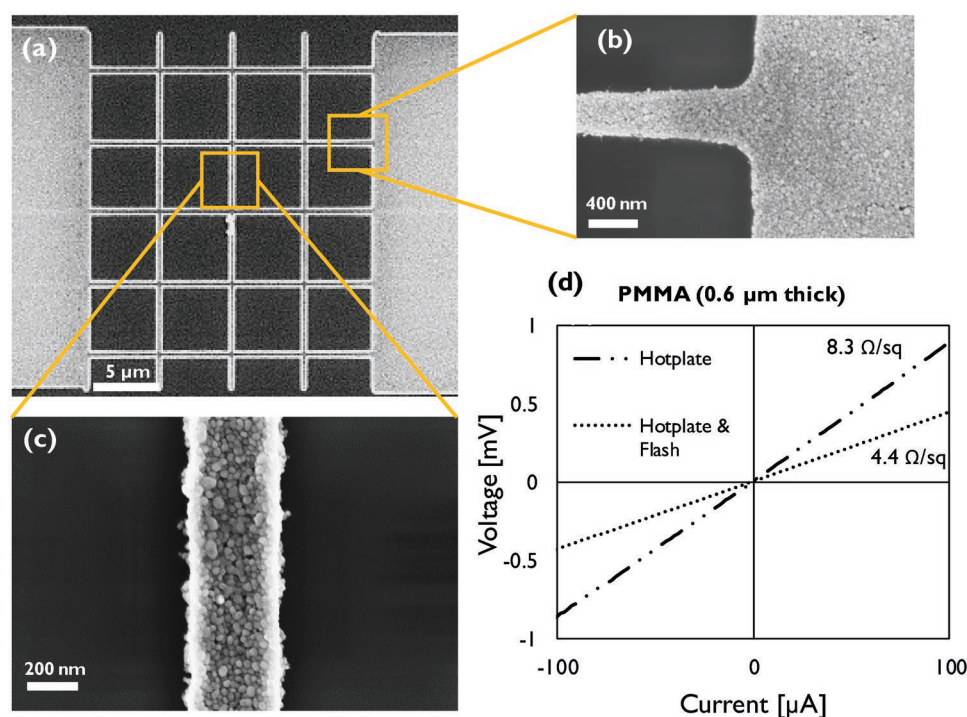 (a)
5 µm
(b)
400 nm
(c)
200 nm
(d)
PMMA (0.6 µm thick)
Voltage [mV]
1
0.5
0
-0.5
-1
Hotplate
Hotplate &
Flash
8.3 Ω/sq
4.4 Ω/sq
-100
0
100
Current [µA]